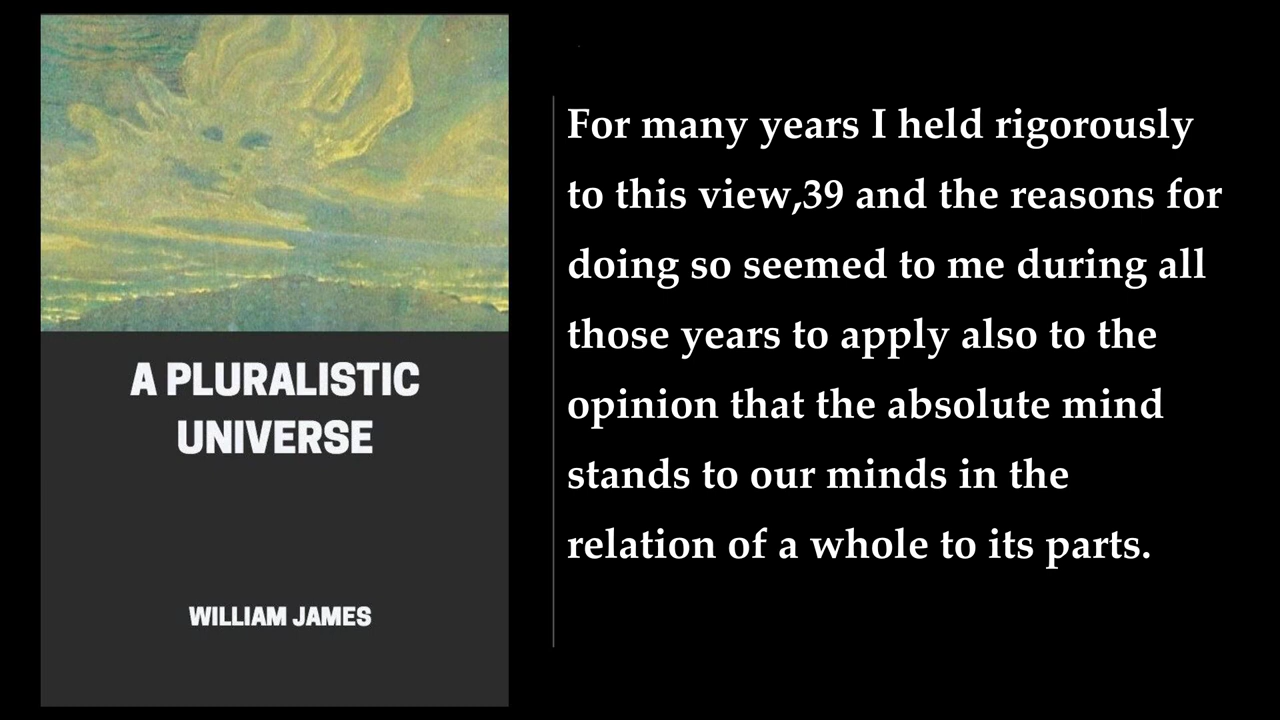 A PLURALISTIC
UNIVERSE
WILLIAM JAMES
For many years I held rigorously
to this view,39 and the reasons for
doing so seemed to me during all
those years to apply also to the
opinion that the absolute mind
stands to our minds in the
relation of a whole to its parts.